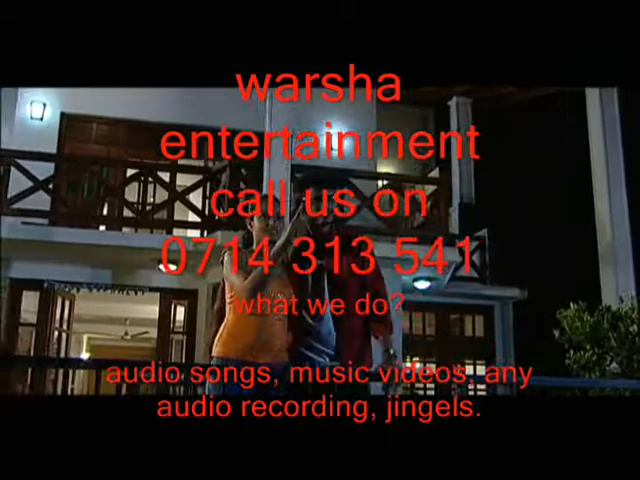 warsha
entertainment
call us on
0714 313 541
what we do?
audio songs, music videos, any
audio recording, jingels.